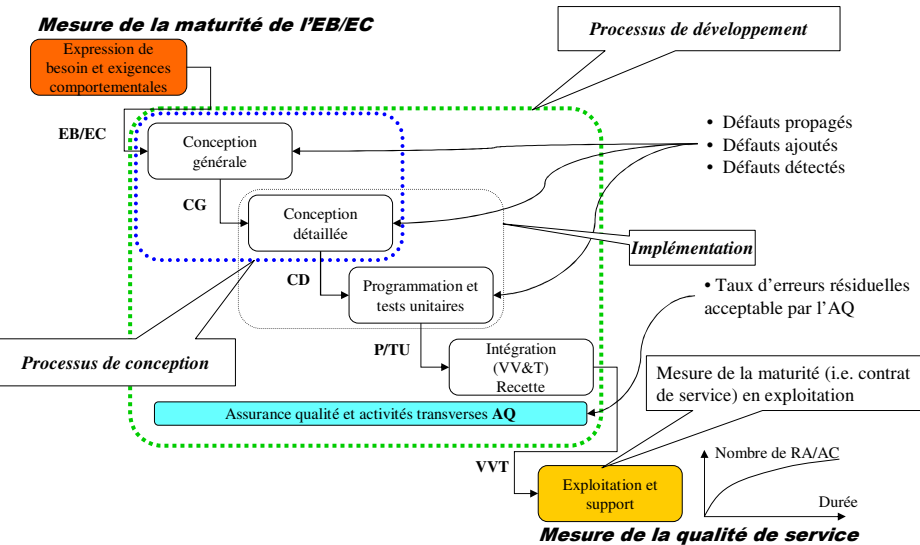 Mesure de la maturité de l'EB/EC
Processus de développement
Expression de
besoin et exigences
comportementales
EB/EC
Conception
générale
• Défauts propagés
• Défauts ajoutés
• Défauts détectés
CG
Conception
détaillée
Implémentation
CD
Programmation et
tests unitaires
• Taux d'erreurs résiduelles
acceptable par l'AQ
Processus de conception
P/TU
Intégration
(VV&T)
Recette
Mesure de la maturité (i.e. contrat
de service) en exploitation
Assurance qualité et activités transverses AQ
VVT
Exploitation et
support
Nombre de RA/AC
Durée
Mesure de la qualité de service